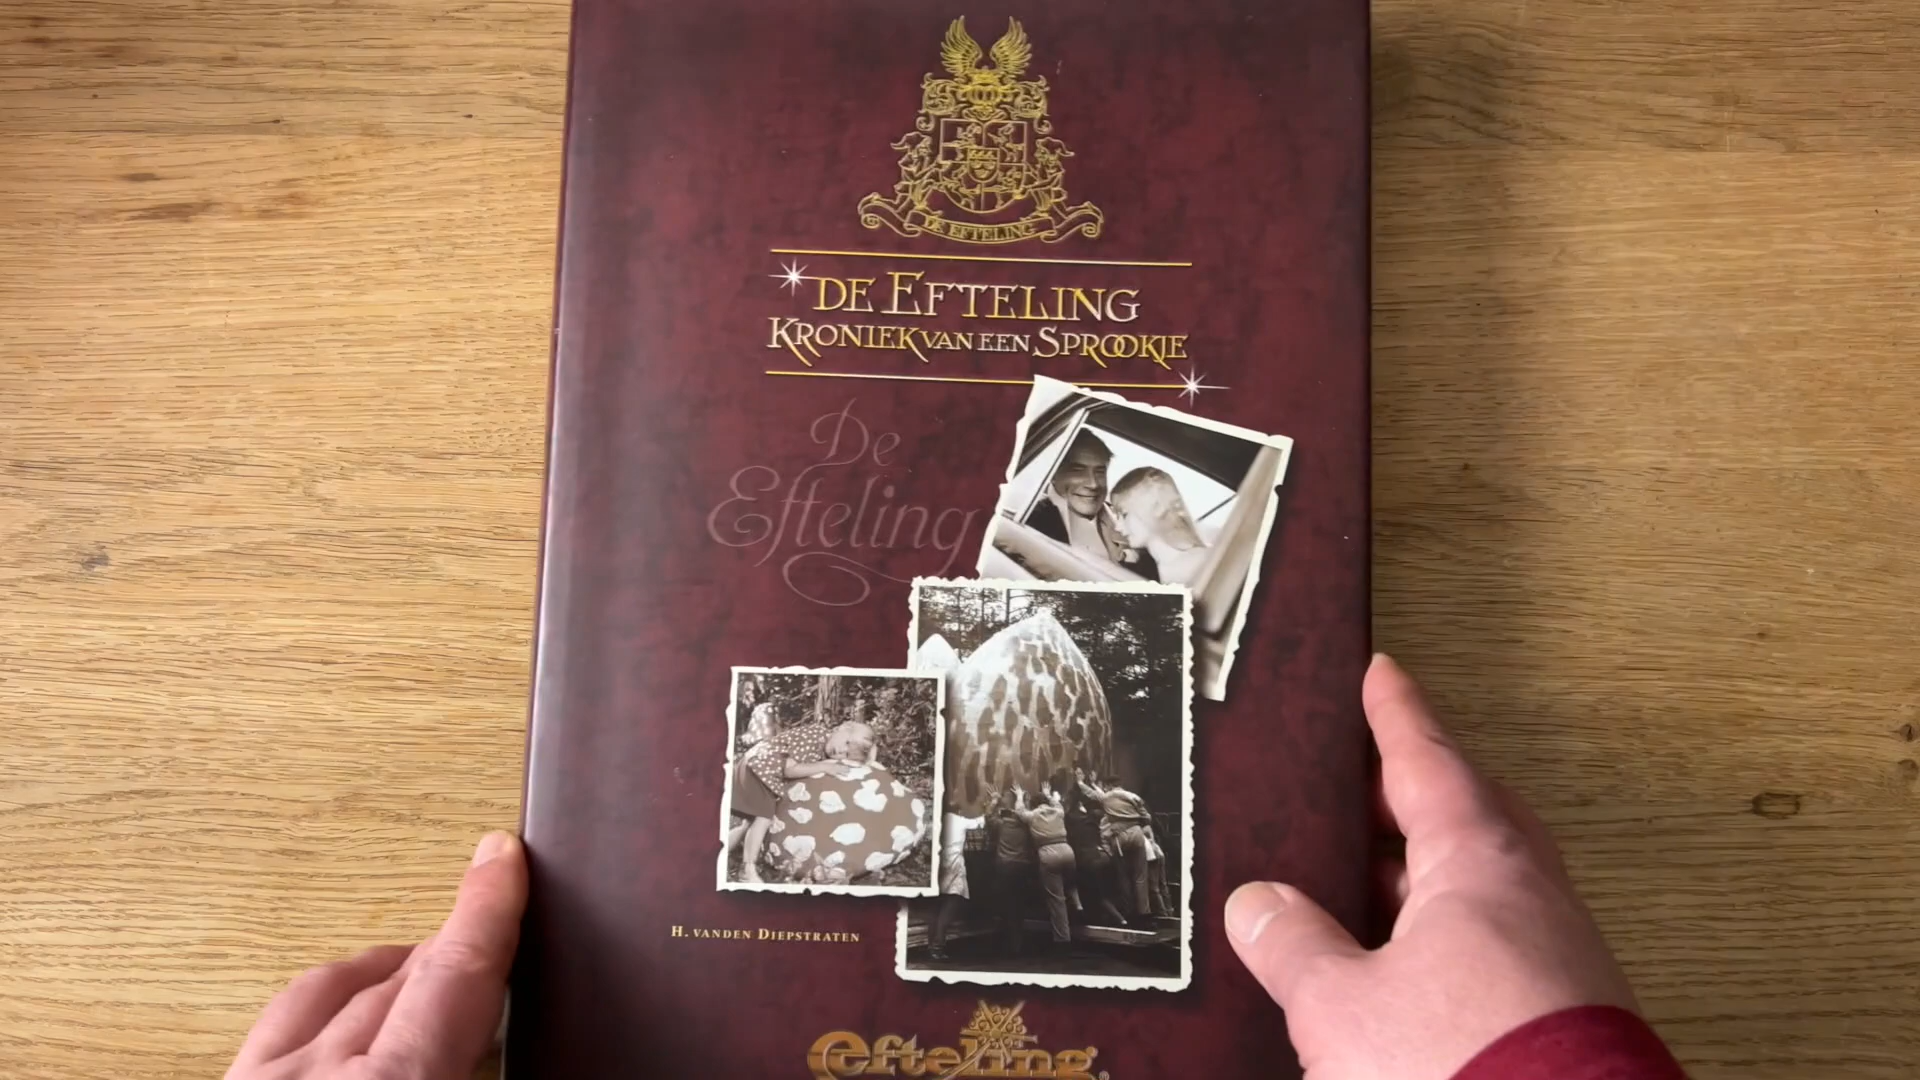 DE EFTELING
DE EFTELING
KRONIEK VAN EEN SPROOKJE
De
Efteling
H. VANDEN DIEPSTRATEN
efteling®